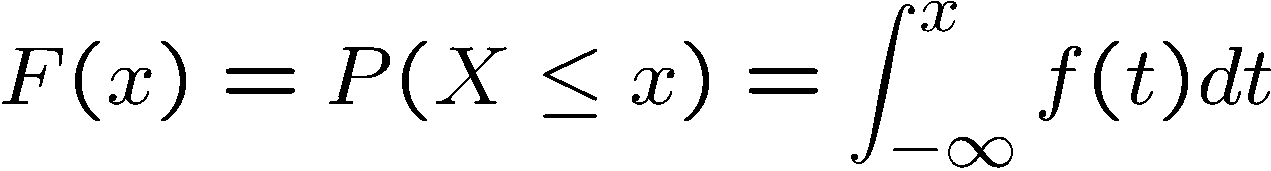 F(x) = P(X ≤ x) = ∫_{-∞}^{x} f(t)dt